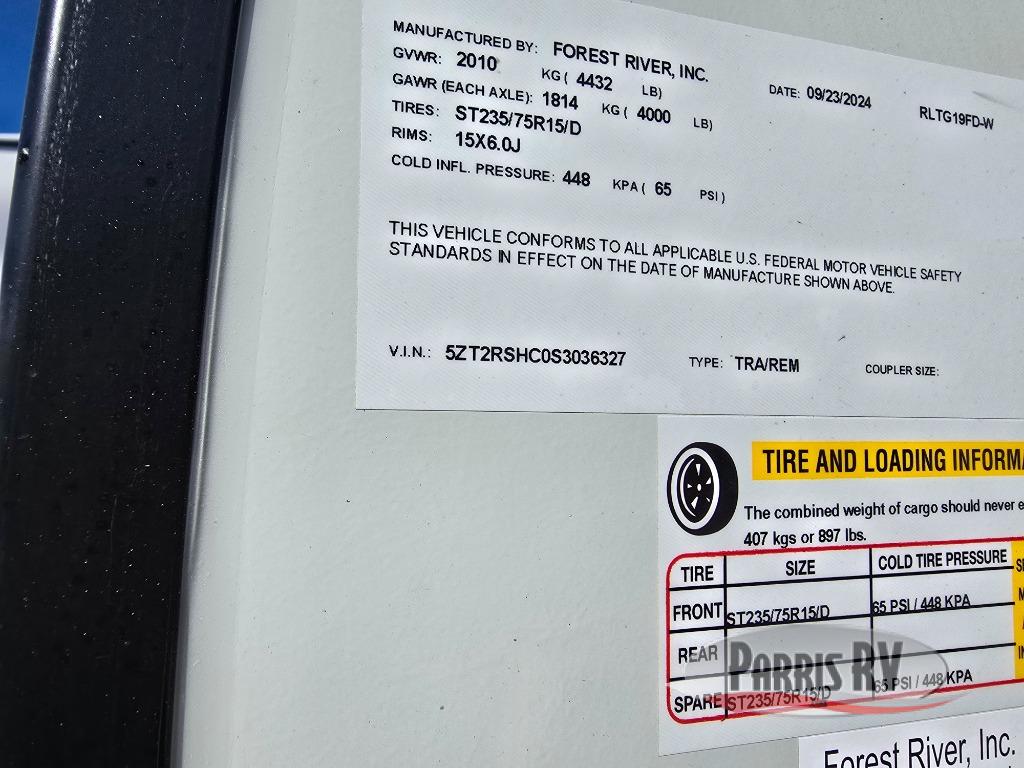 MANUFACTURED BY: FOREST RIVER, INC.
GVWR: 2010 KG ( 4432 LB)
DATE: 09/23/2024 RLTG19FD-W
GAWR (EACH AXLE): 1814 KG ( 4000 LB)
TIRES: ST235/75R15/D
RIMS: 15X6.0J
COLD INFL. PRESSURE: 448 KPA ( 65 PSI )
THIS VEHICLE CONFORMS TO ALL APPLICABLE U.S. FEDERAL MOTOR VEHICLE SAFETY
STANDARDS IN EFFECT ON THE DATE OF MANUFACTURE SHOWN ABOVE.
V.I.N.: 5ZT2RSHC0S3036327 TYPE: TRA/REM COUPLER SIZE:
TIRE AND LOADING INFORMA
The combined weight of cargo should never e
407 kgs or 897 lbs.
TIRE SIZE COLD TIRE PRESSURE
FRONT ST235/75R15/D 65 PSI / 448 KPA
REAR
SPARE ST235/75R15/D 65 PSI / 448 KPA
PARRIS RV
Forest River, Inc.